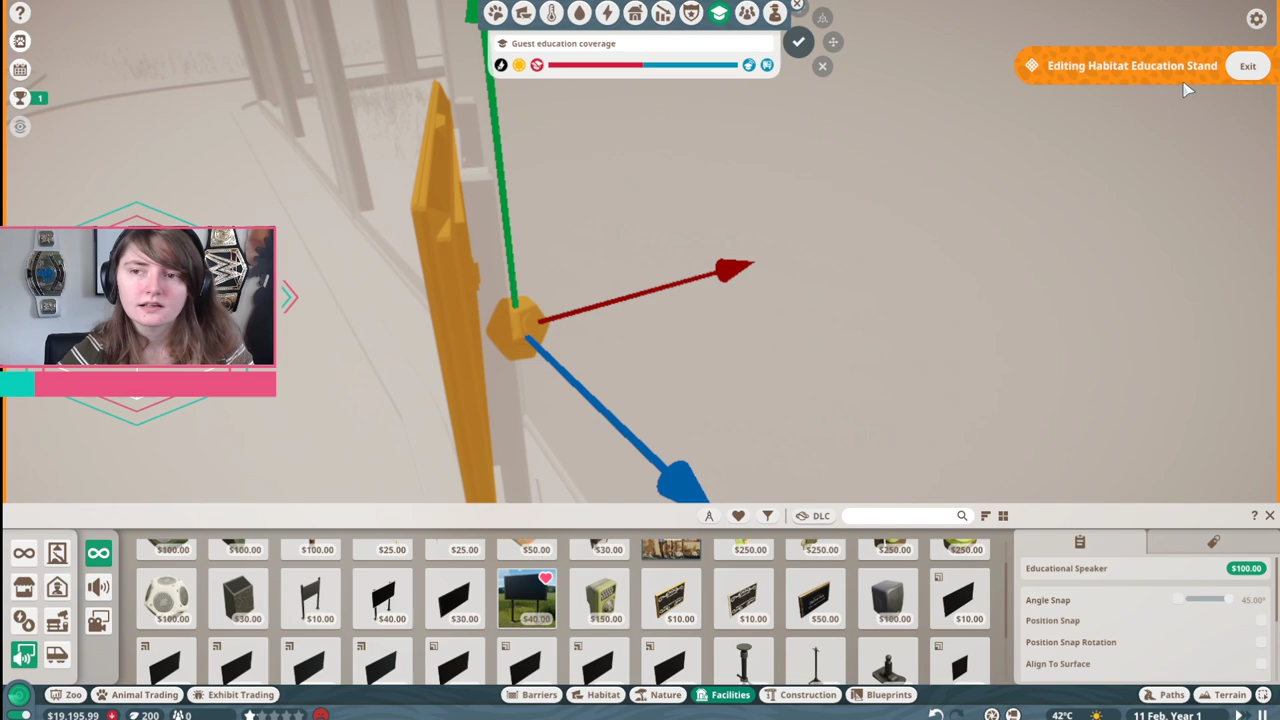 Guest education coverage
Editing Habitat Education Stand
Exit
1
DLC
?
$100.00
$100.00
$100.00
$25.00
$25.00
$50.00
$30.00
$250.00
$250.00
$250.00
$250.00
$100.00
$30.00
$10.00
$40.00
$30.00
$40.00
$150.00
$10.00
$10.00
$50.00
$100.00
$10.00
Educational Speaker
$100.00
Angle Snap
45.00°
Position Snap
Position Snap Rotation
Align To Surface
Zoo
Animal Trading
Exhibit Trading
Barriers
Habitat
Nature
Facilities
Construction
Blueprints
Paths
Terrain
$19,195.99
200
0
42°C
11 Feb, Year 1